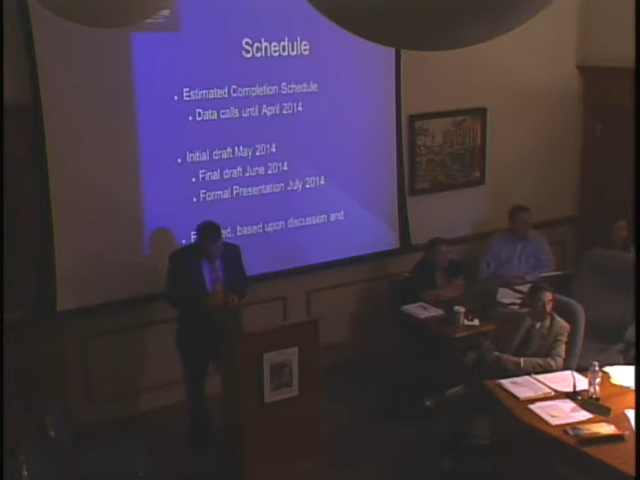 Schedule
• Estimated Completion Schedule
• Data calls until April 2014
• Initial draft May 2014
• Final draft June 2014
• Formal Presentation July 2014
• based upon discussion and